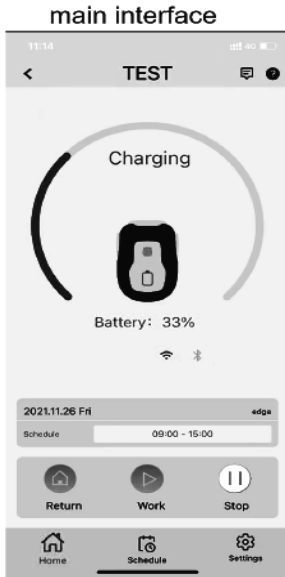 main interface
11:14
4G
TEST
Charging
Battery: 33%
2021.11.26 Fri edge
Schedule 09:00 - 15:00
Return Work Stop
Home Schedule Settings